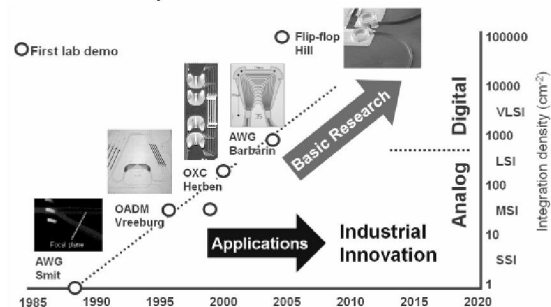 First lab demo
Flip-flop
Hill
AWG
Barbarin
OXC
Herben
OADM
Vreeburg
Focal plane
AWG
Smit
Basic Research
Applications
Industrial
Innovation
Digital
Analog
VLSI
LSI
MSI
SSI
100000
10000
1000
100
10
1
Integration density (cm⁻²)
1985 1990 1995 2000 2005 2010 2015 2020